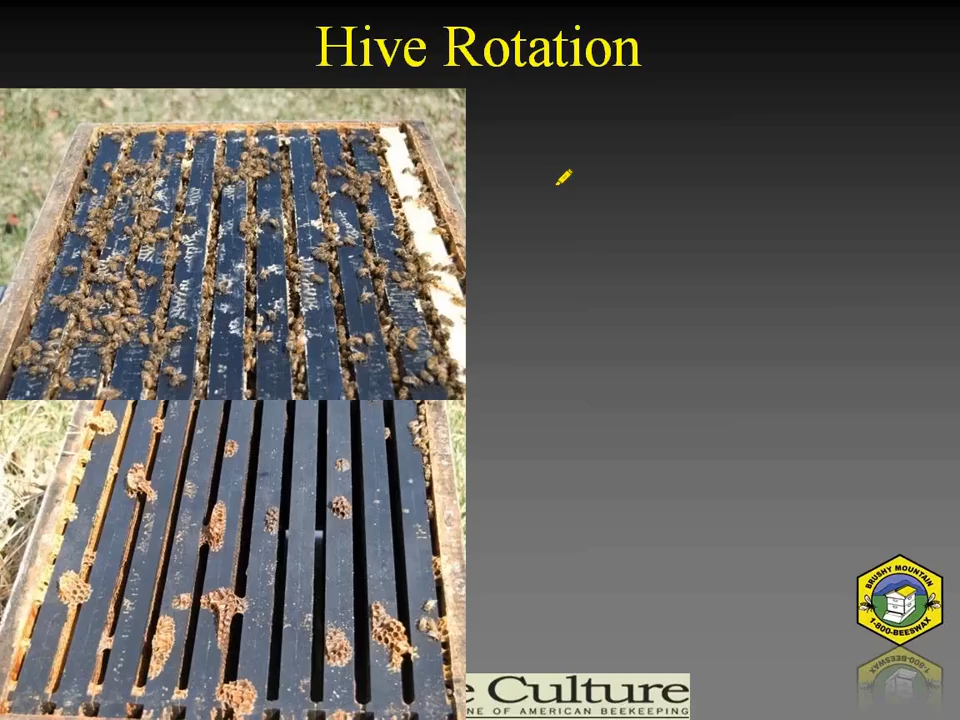 Hive Rotation
BRUSHY MOUNTAIN
1-800-BEESWAX
e Culture
NE OF AMERICAN BEEKEEPING